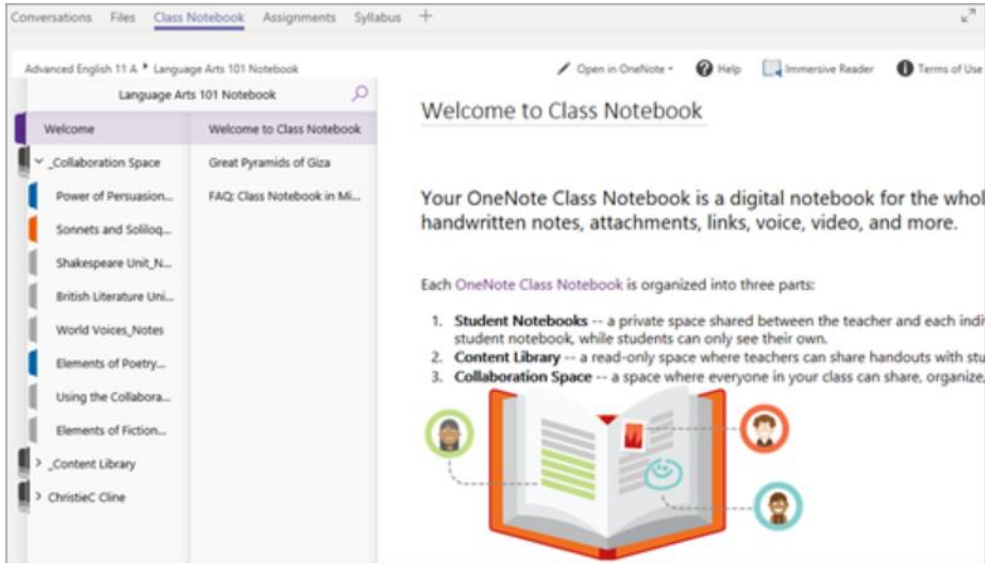 Conversations Files Class Notebook Assignments Syllabus +
Advanced English 11 A Language Arts 101 Notebook
Open in OneNote Help Immersive Reader Terms of Use
Language Arts 101 Notebook
Welcome
_Collaboration Space
Power of Persuasion...
Sonnets and Soliloq...
Shakespeare Unit_N...
British Literature Uni...
World Voices_Notes
Elements of Poetry...
Using the Collabora...
Elements of Fiction...
_Content Library
ChristieC Cline
Welcome to Class Notebook
Great Pyramids of Giza
FAQ: Class Notebook in Mi...
Welcome to Class Notebook
Your OneNote Class Notebook is a digital notebook for the whol
handwritten notes, attachments, links, voice, video, and more.
Each OneNote Class Notebook is organized into three parts:
1. Student Notebooks -- a private space shared between the teacher and each indi
student notebook, while students can only see their own.
2. Content Library -- a read-only space where teachers can share handouts with stu
3. Collaboration Space -- a space where everyone in your class can share, organize,